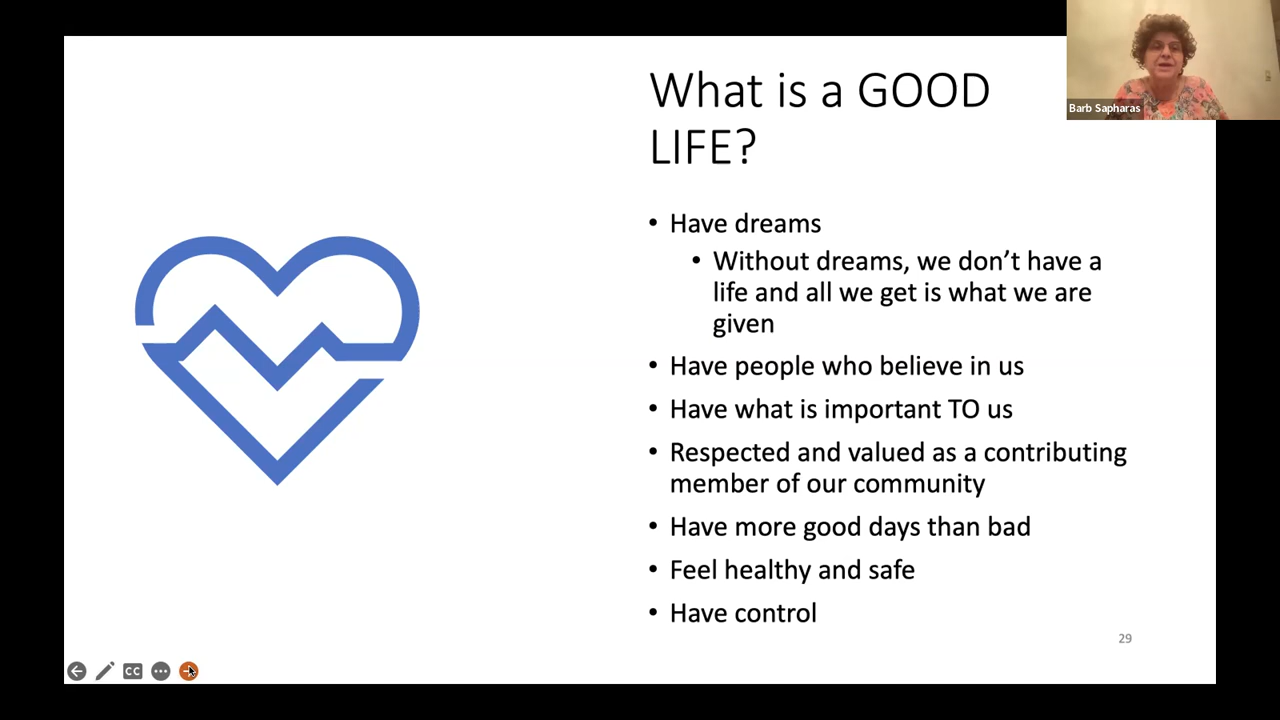 What is a GOOD
LIFE?
Barb Sapharas
• Have dreams
• Without dreams, we don’t have a
life and all we get is what we are
given
• Have people who believe in us
• Have what is important TO us
• Respected and valued as a contributing
member of our community
• Have more good days than bad
• Feel healthy and safe
• Have control
29
CC